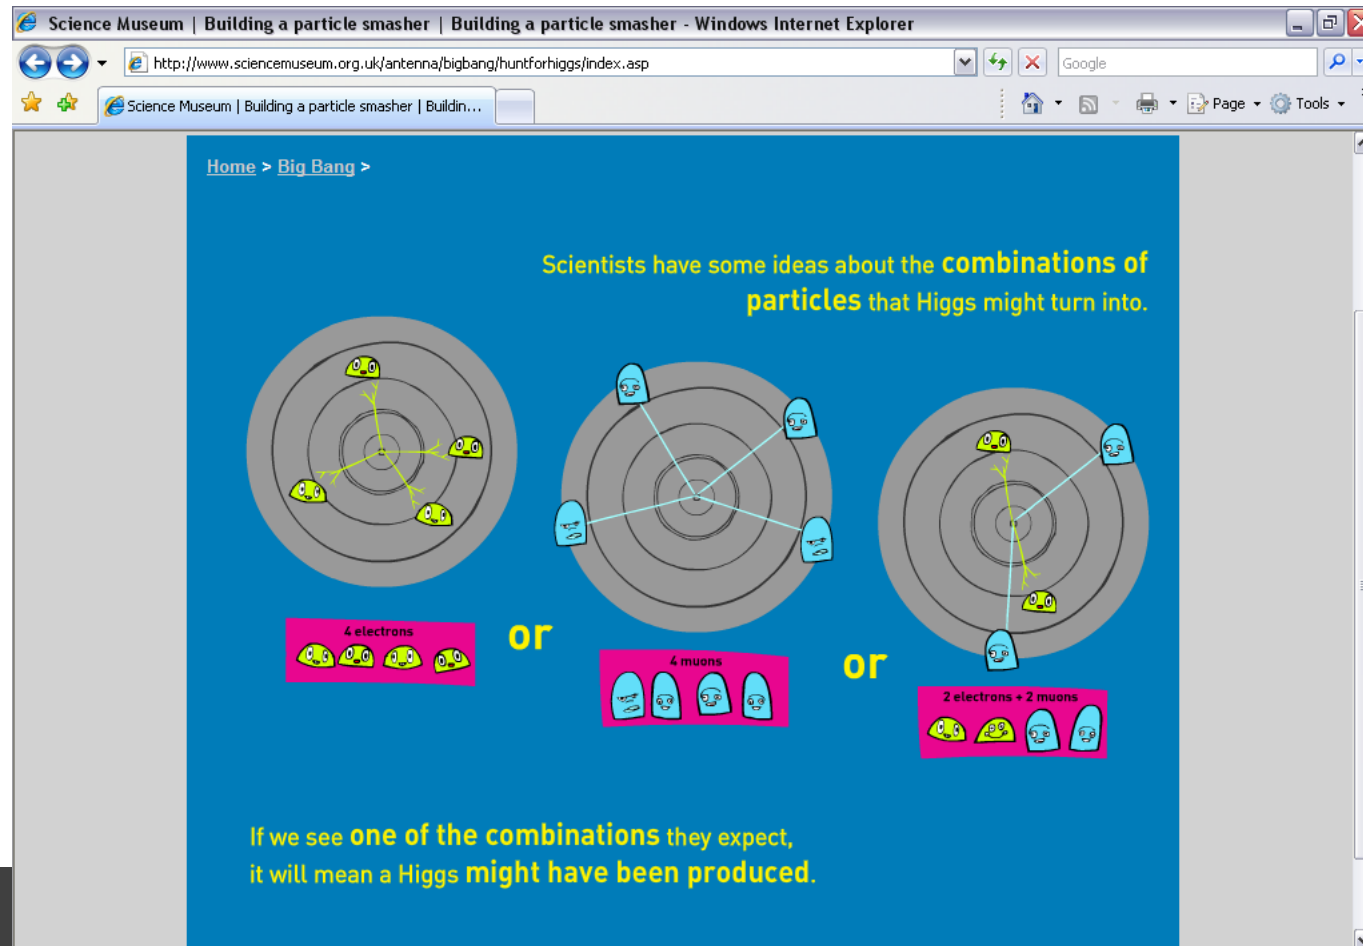 Science Museum | Building a particle smasher | Building a particle smasher - Windows Internet Explorer
http://www.sciencemuseum.org.uk/antenna/bigbang/huntforhiggs/index.asp
Google
Science Museum | Building a particle smasher | Buildin...
Page
Tools
Home > Big Bang >
Scientists have some ideas about the combinations of
particles that Higgs might turn into.
4 electrons
or
4 muons
or
2 electrons + 2 muons
If we see one of the combinations they expect,
it will mean a Higgs might have been produced.